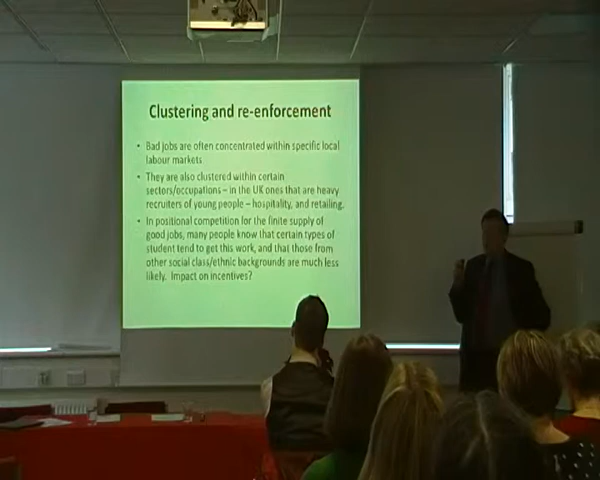 Clustering and re-enforcement
• Bad jobs are often concentrated within specific local
labour markets
• They are also clustered within certain
sectors/occupations – in the UK ones that are heavy
recruiters of young people – hospitality, and retailing.
• In positional competition for the finite supply of
good jobs, many people know that certain types of
student tend to get this work, and that those from
other social class/ethnic backgrounds are much less
likely. Impact on incentives?